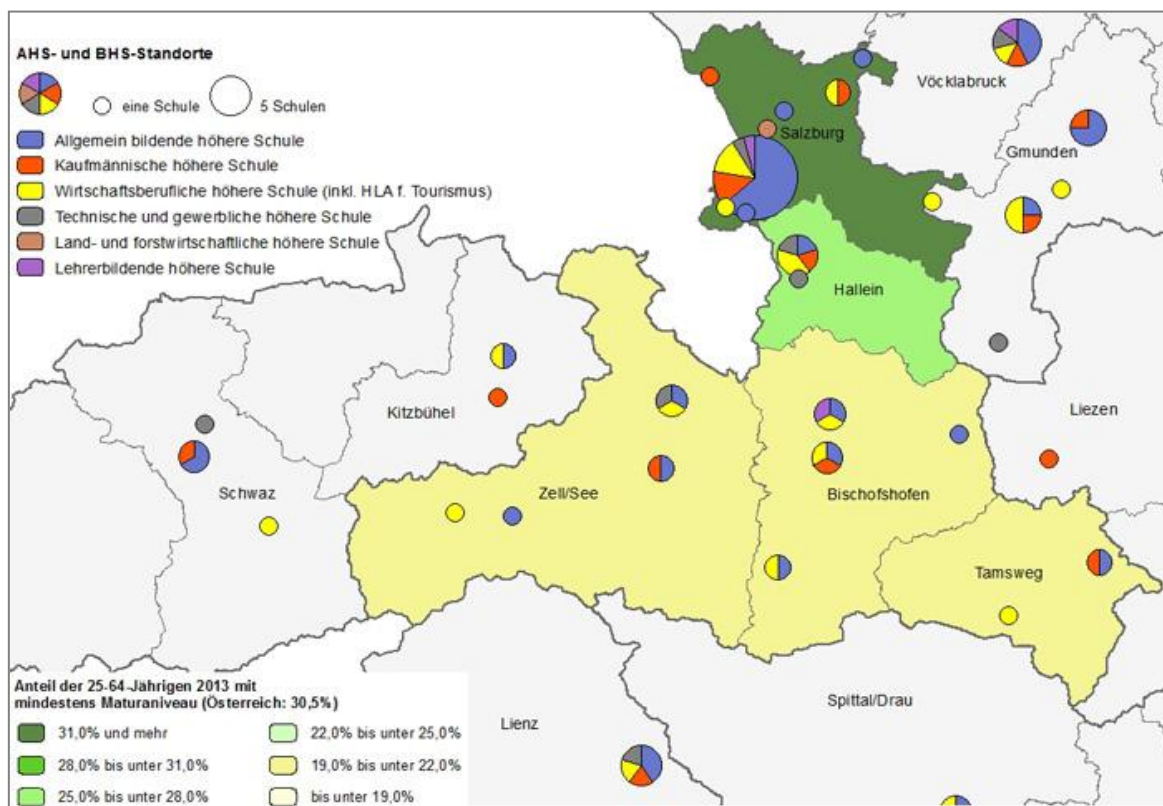 AHS- und BHS-Standorte
eine Schule
5 Schulen
Allgemein bildende höhere Schule
Kaufmännische höhere Schule
Wirtschaftsberufliche höhere Schule (inkl. HLA f. Tourismus)
Technische und gewerbliche höhere Schule
Land- und forstwirtschaftliche höhere Schule
Lehrerbildende höhere Schule
Vöcklabruck
Salzburg
Gmunden
Hallein
Kitzbühel
Liezen
Schwaz
Zell/See
Bischofshofen
Tamsweg
Anteil der 25-64-Jährigen 2013 mit
mindestens Maturaniveau (Österreich: 30,5%)
31,0% und mehr
28,0% bis unter 31,0%
25,0% bis unter 28,0%
22,0% bis unter 25,0%
19,0% bis unter 22,0%
bis unter 19,0%
Lienz
Spittal/Drau